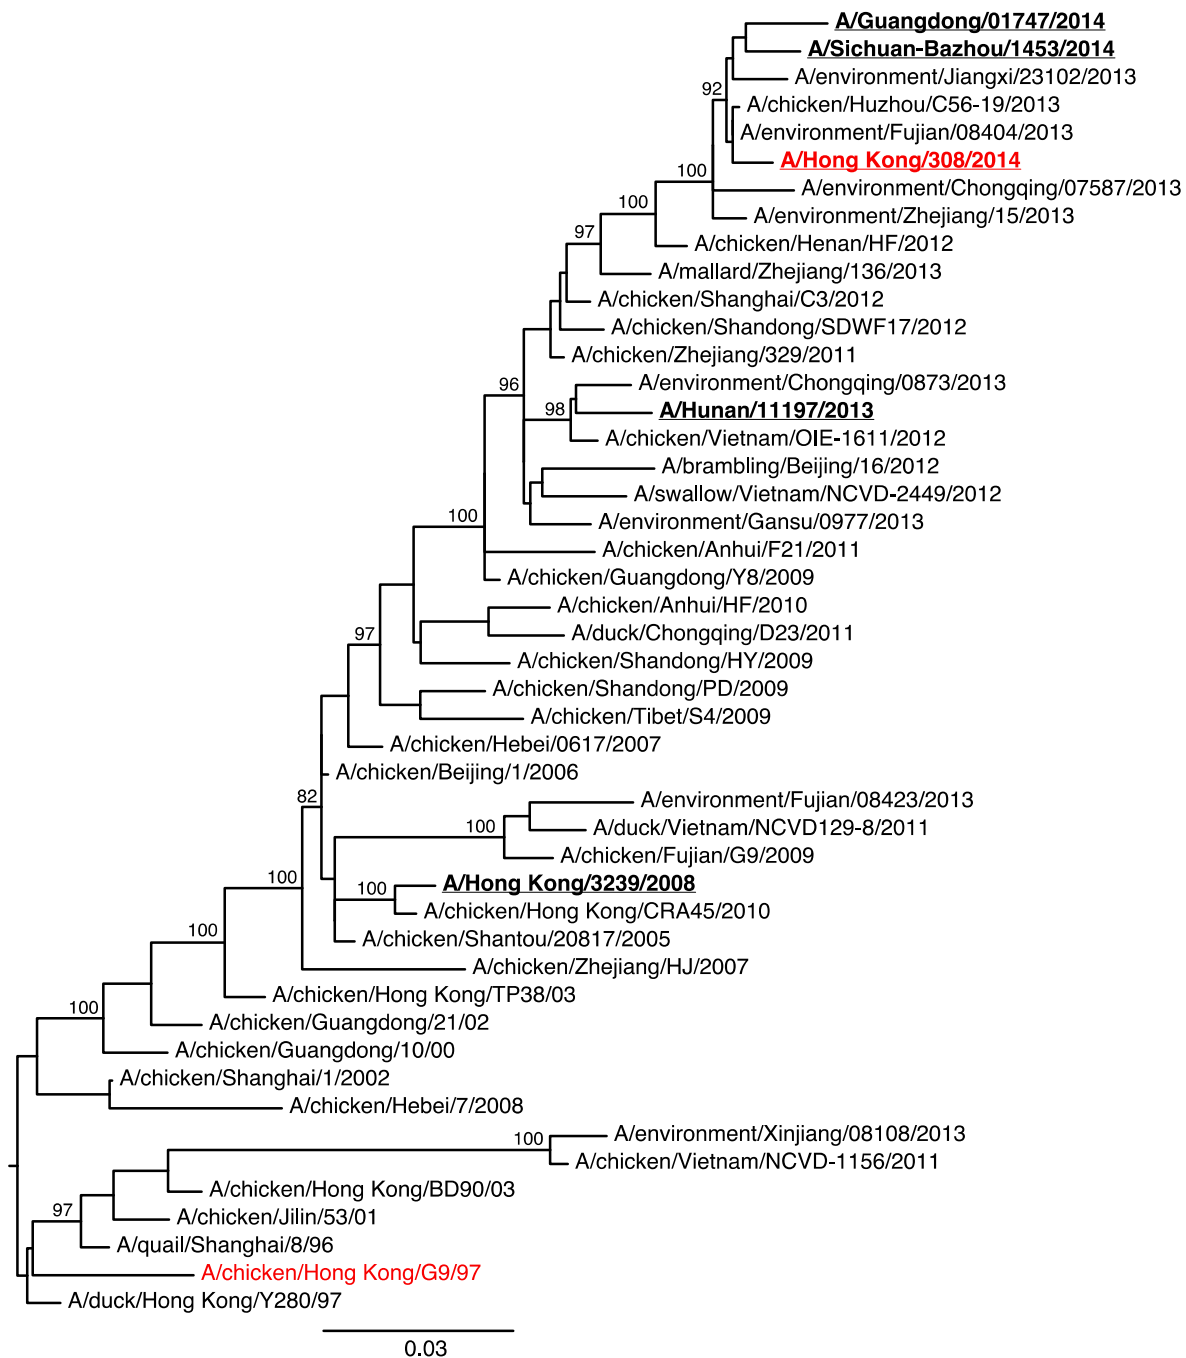 A/Guangdong/01747/2014
A/Sichuan-Bazhou/1453/2014
A/environment/Jiangxi/23102/2013
92
A/chicken/Huzhou/C56-19/2013
A/environment/Fujian/08404/2013
A/Hong Kong/308/2014
100
A/environment/Chongqing/07587/2013
100
A/environment/Zhejiang/15/2013
97
A/chicken/Henan/HF/2012
A/mallard/Zhejiang/136/2013
A/chicken/Shanghai/C3/2012
A/chicken/Shandong/SDWF17/2012
A/chicken/Zhejiang/329/2011
96
A/environment/Chongqing/0873/2013
98
A/Hunan/11197/2013
A/chicken/Vietnam/OIE-1611/2012
A/brambling/Beijing/16/2012
A/swallow/Vietnam/NCVD-2449/2012
100
A/environment/Gansu/0977/2013
A/chicken/Anhui/F21/2011
A/chicken/Guangdong/Y8/2009
A/chicken/Anhui/HF/2010
97
A/duck/Chongqing/D23/2011
A/chicken/Shandong/HY/2009
A/chicken/Shandong/PD/2009
A/chicken/Tibet/S4/2009
A/chicken/Hebei/0617/2007
A/chicken/Beijing/1/2006
82
A/environment/Fujian/08423/2013
100
A/duck/Vietnam/NCVD129-8/2011
A/chicken/Fujian/G9/2009
100
100
A/Hong Kong/3239/2008
A/chicken/Hong Kong/CRA45/2010
100
A/chicken/Shantou/20817/2005
A/chicken/Zhejiang/HJ/2007
A/chicken/Hong Kong/TP38/03
100
A/chicken/Guangdong/21/02
A/chicken/Guangdong/10/00
A/chicken/Shanghai/1/2002
A/chicken/Hebei/7/2008
100
A/environment/Xinjiang/08108/2013
A/chicken/Vietnam/NCVD-1156/2011
A/chicken/Hong Kong/BD90/03
97
A/chicken/Jilin/53/01
A/quail/Shanghai/8/96
A/chicken/Hong Kong/G9/97
A/duck/Hong Kong/Y280/97
0.03